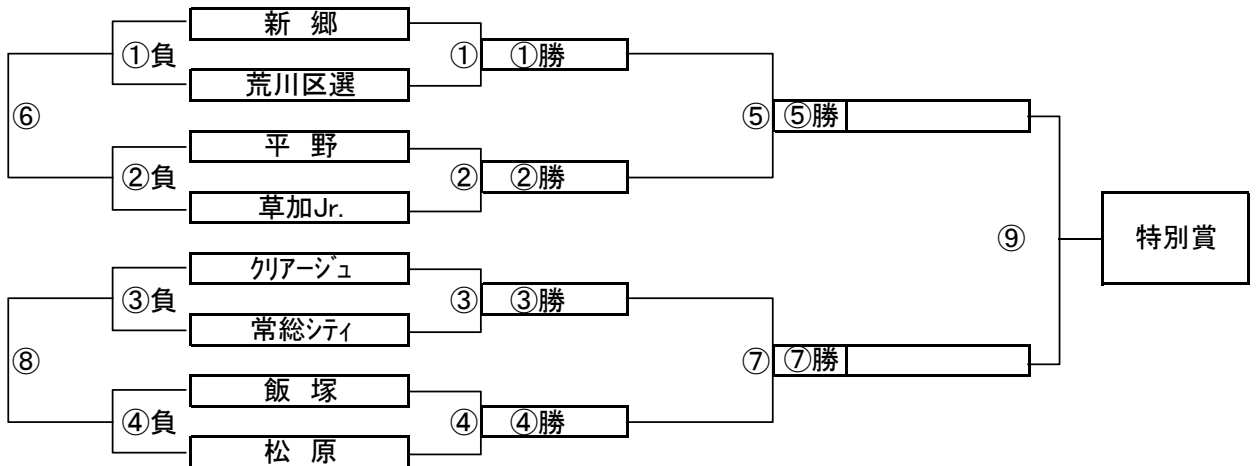 新 郷
①負 ① ①勝
荒川区選
⑥ ⑤ ⑤勝
平 野
②負 ② ②勝
草加Jr.
⑨ 特別賞
ｸﾘｱｰｼﾞｭ
③負 ③ ③勝
常総ｼﾃｨ
⑧ ⑦ ⑦勝
飯 塚
④負 ④ ④勝
松 原